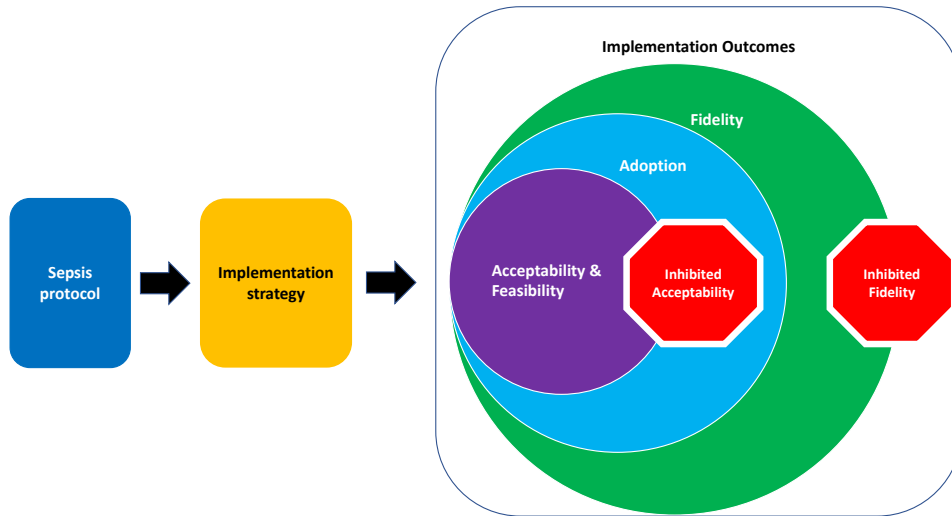 Implementation Outcomes
Fidelity
Adoption
Sepsis
protocol
Implementation
strategy
Acceptability &
Feasibility
Inhibited
Acceptability
Inhibited
Fidelity